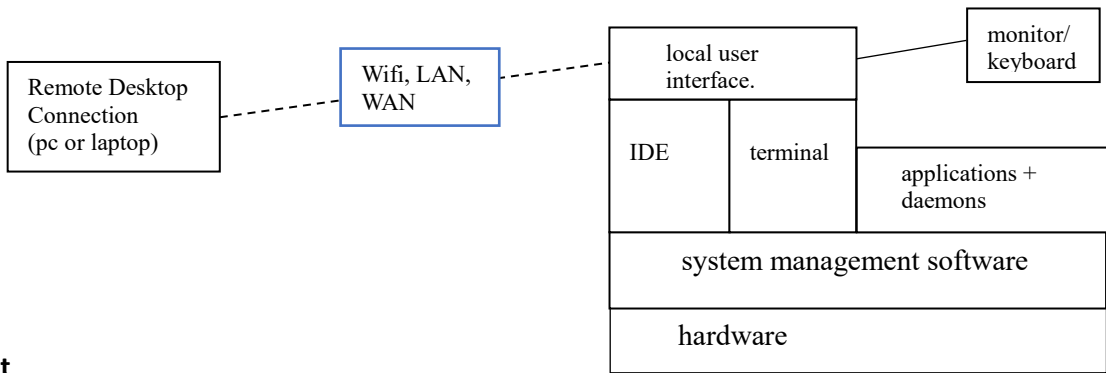 Remote Desktop
Connection
(pc or laptop)
Wifi, LAN,
WAN
local user
interface.
monitor/
keyboard
IDE
terminal
applications +
daemons
system management software
hardware
t